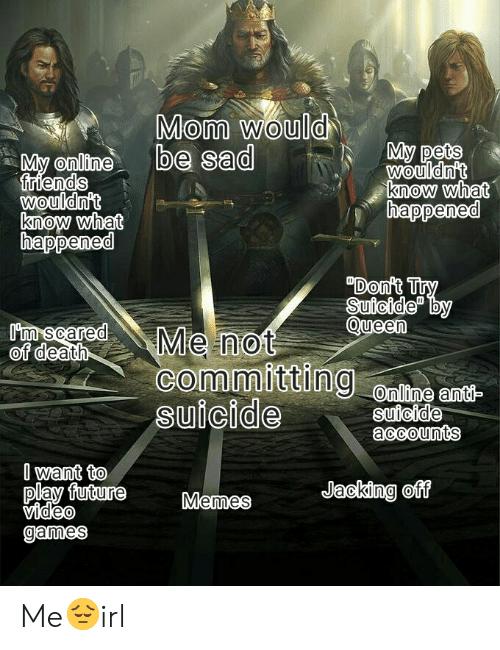 Mom would
be sad
My online
friends
wouldn't
know what
happened
My pets
wouldn't
know what
happened
"Don't Try
Suicide" by
Queen
I'm scared
of death
Me not
committing
suicide
Online anti-
suicide
accounts
I want to
play future
video
games
Memes
Jacking off
Me😔irl